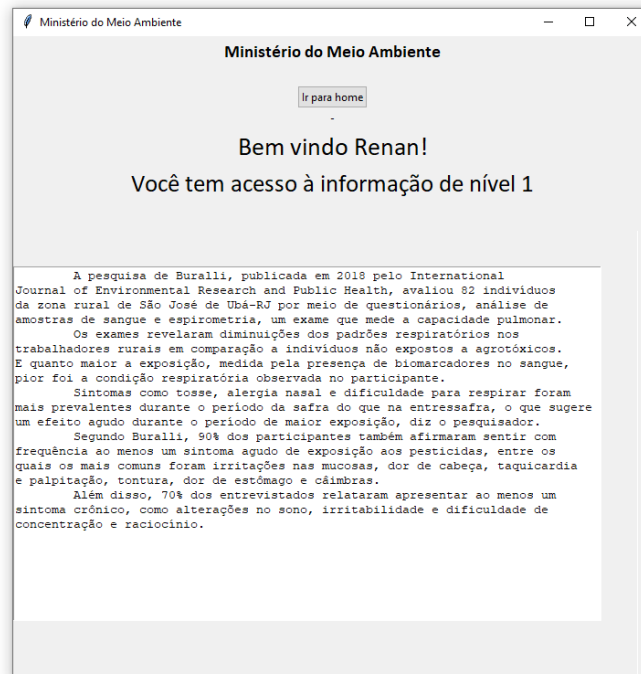 Ministério do Meio Ambiente
Ministério do Meio Ambiente
Ir para home
-
Bem vindo Renan!
Você tem acesso à informação de nível 1
A pesquisa de Buralli, publicada em 2018 pelo International
Journal of Environmental Research and Public Health, avaliou 82 indivíduos
da zona rural de São José de Ubá-RJ por meio de questionários, análise de
amostras de sangue e espirometria, um exame que mede a capacidade pulmonar.
Os exames revelaram diminuições dos padrões respiratórios nos
trabalhadores rurais em comparação a indivíduos não expostos a agrotóxicos.
E quanto maior a exposição, medida pela presença de biomarcadores no sangue,
pior foi a condição respiratória observada no participante.
Sintomas como tosse, alergia nasal e dificuldade para respirar foram
mais prevalentes durante o período da safra do que na entressafra, o que sugere
um efeito agudo durante o período de maior exposição, diz o pesquisador.
Segundo Buralli, 90% dos participantes também afirmaram sentir com
frequência ao menos um sintoma agudo de exposição aos pesticidas, entre os
quais os mais comuns foram irritações nas mucosas, dor de cabeça, taquicardia
e palpitação, tontura, dor de estômago e câimbras.
Além disso, 70% dos entrevistados relataram apresentar ao menos um
sintoma crônico, como alterações no sono, irritabilidade e dificuldade de
concentração e raciocínio.